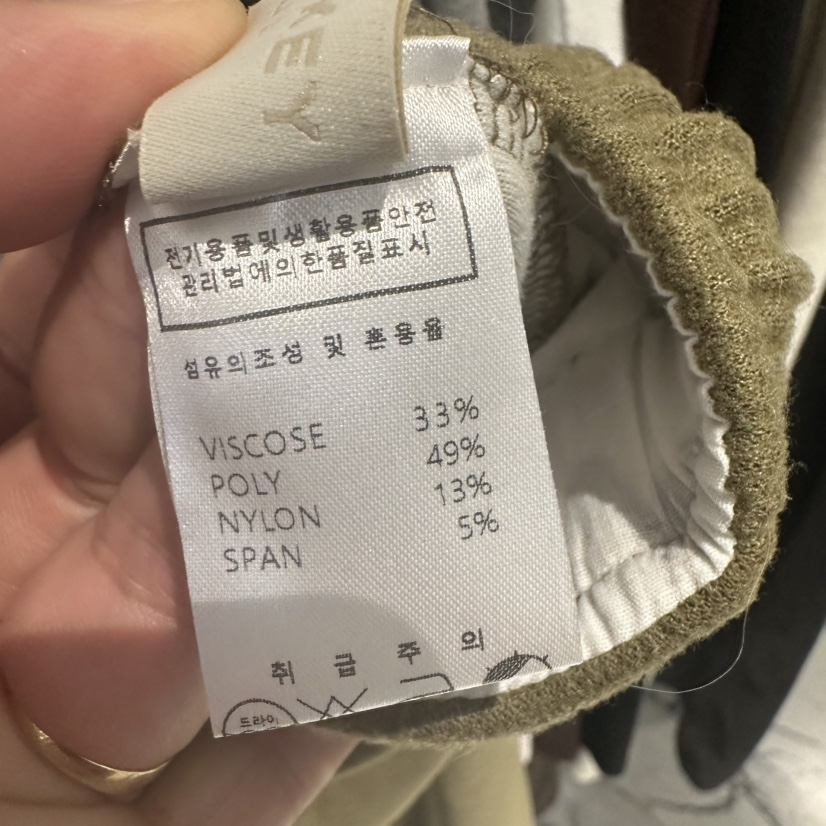 KEY
전기용품및생활용품안전
관리법에의한품질표시
섬유의조성 및 혼용율
VISCOSE 33%
POLY 49%
NYLON 13%
SPAN 5%
취 급 주 의
드라이